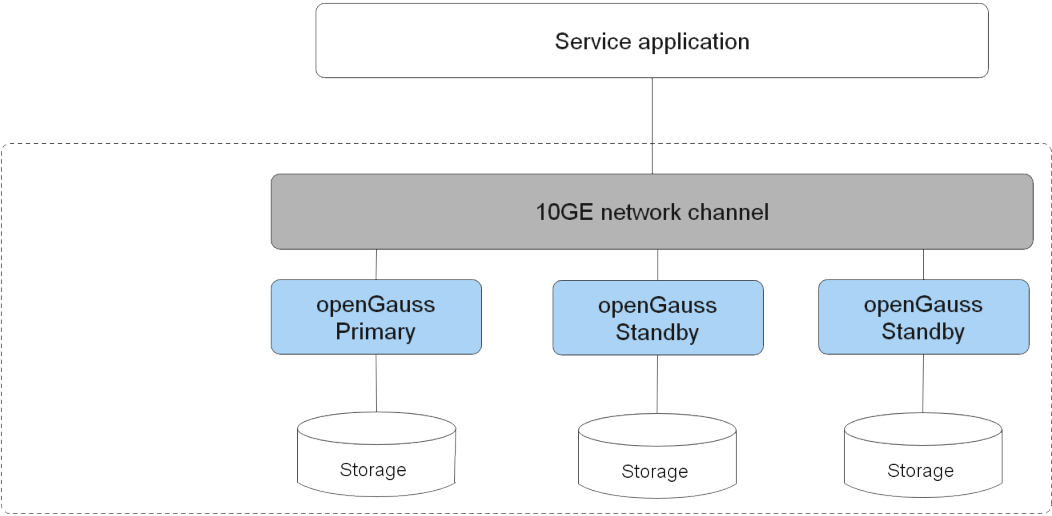 Service application
10GE network channel
openGauss
Primary
openGauss
Standby
openGauss
Standby
Storage
Storage
Storage